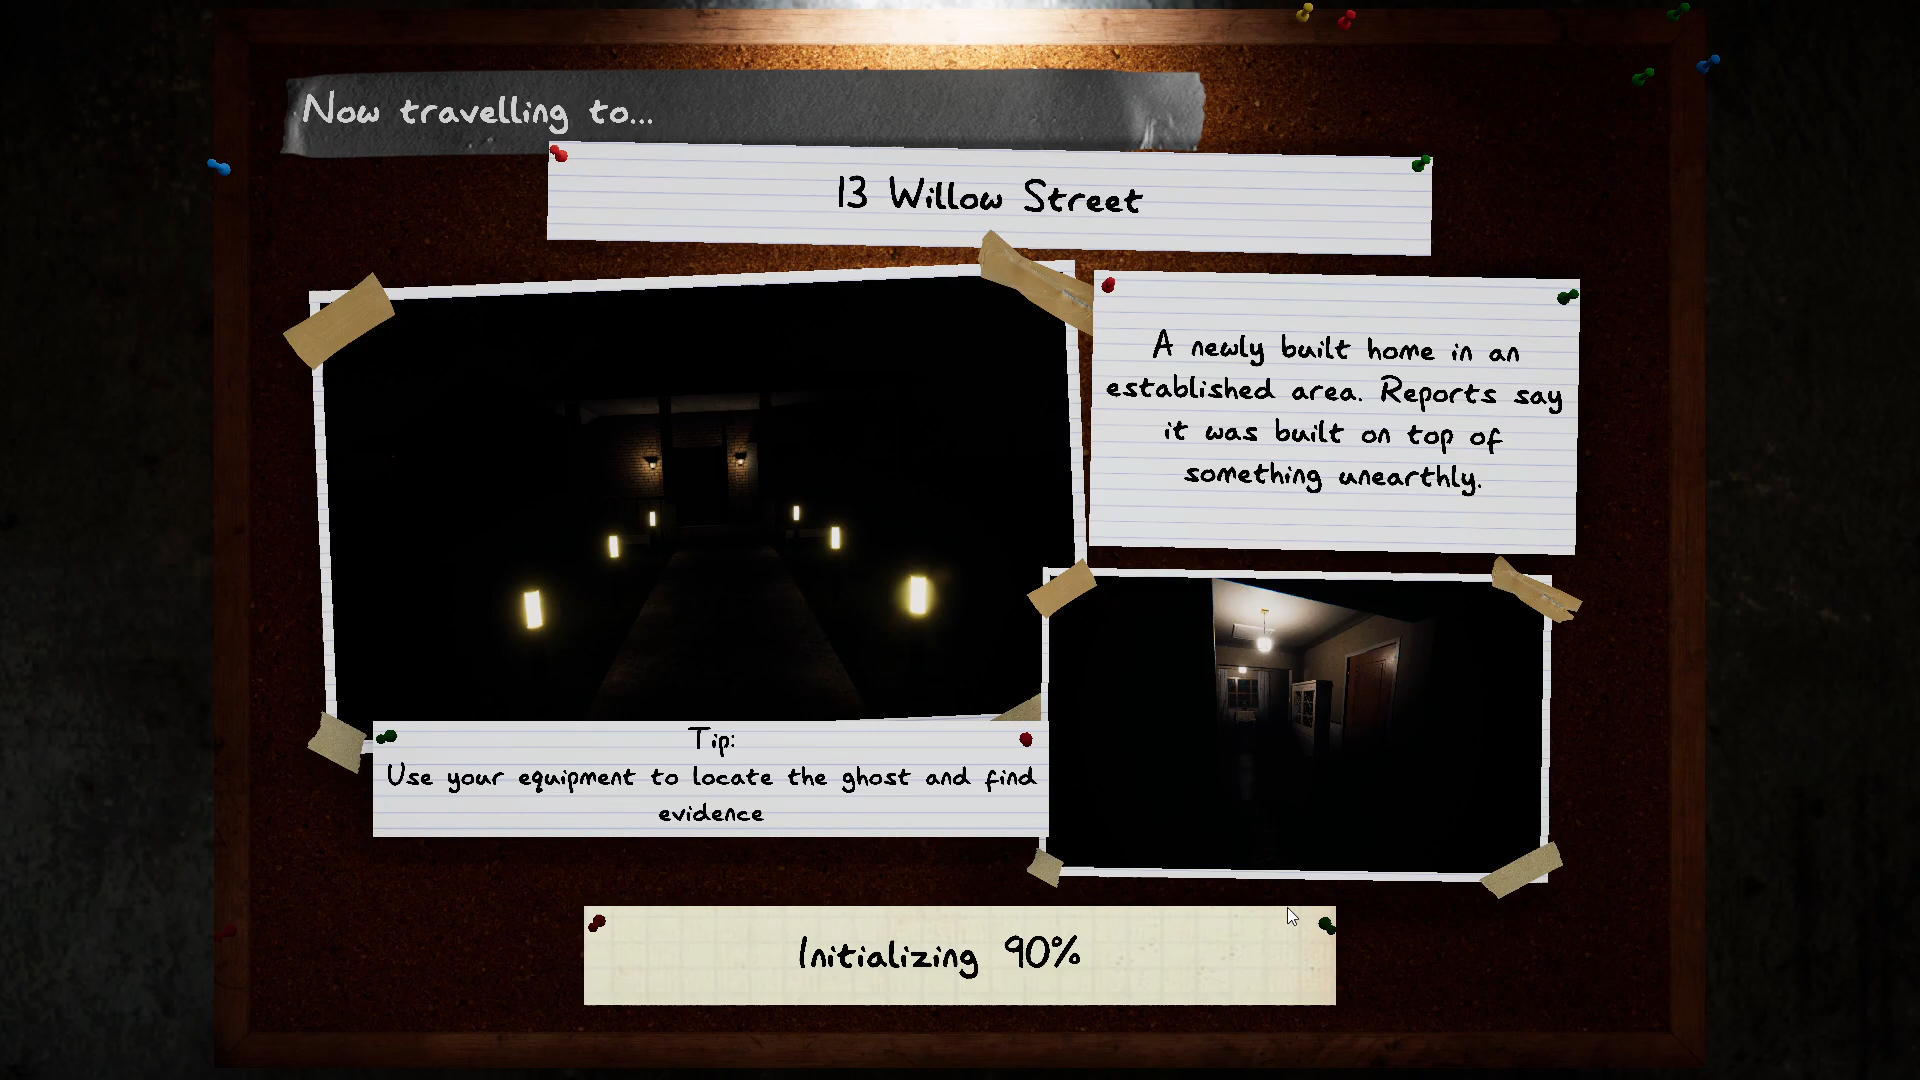 Now travelling to...
13 Willow Street
A newly built home in an
established area. Reports say
it was built on top of
something unearthly.
Tip:
Use your equipment to locate the ghost and find
evidence
Initializing 90%